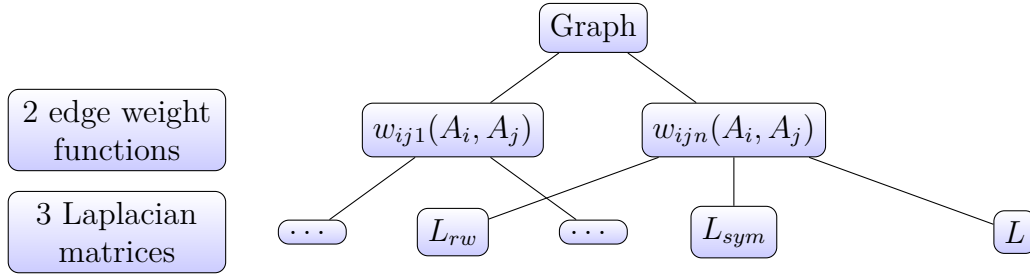 Graph
2 edge weight
functions
w_{ij1}(A_i, A_j)
w_{ijn}(A_i, A_j)
3 Laplacian
matrices
···
L_{rw}
···
L_{sym}
L